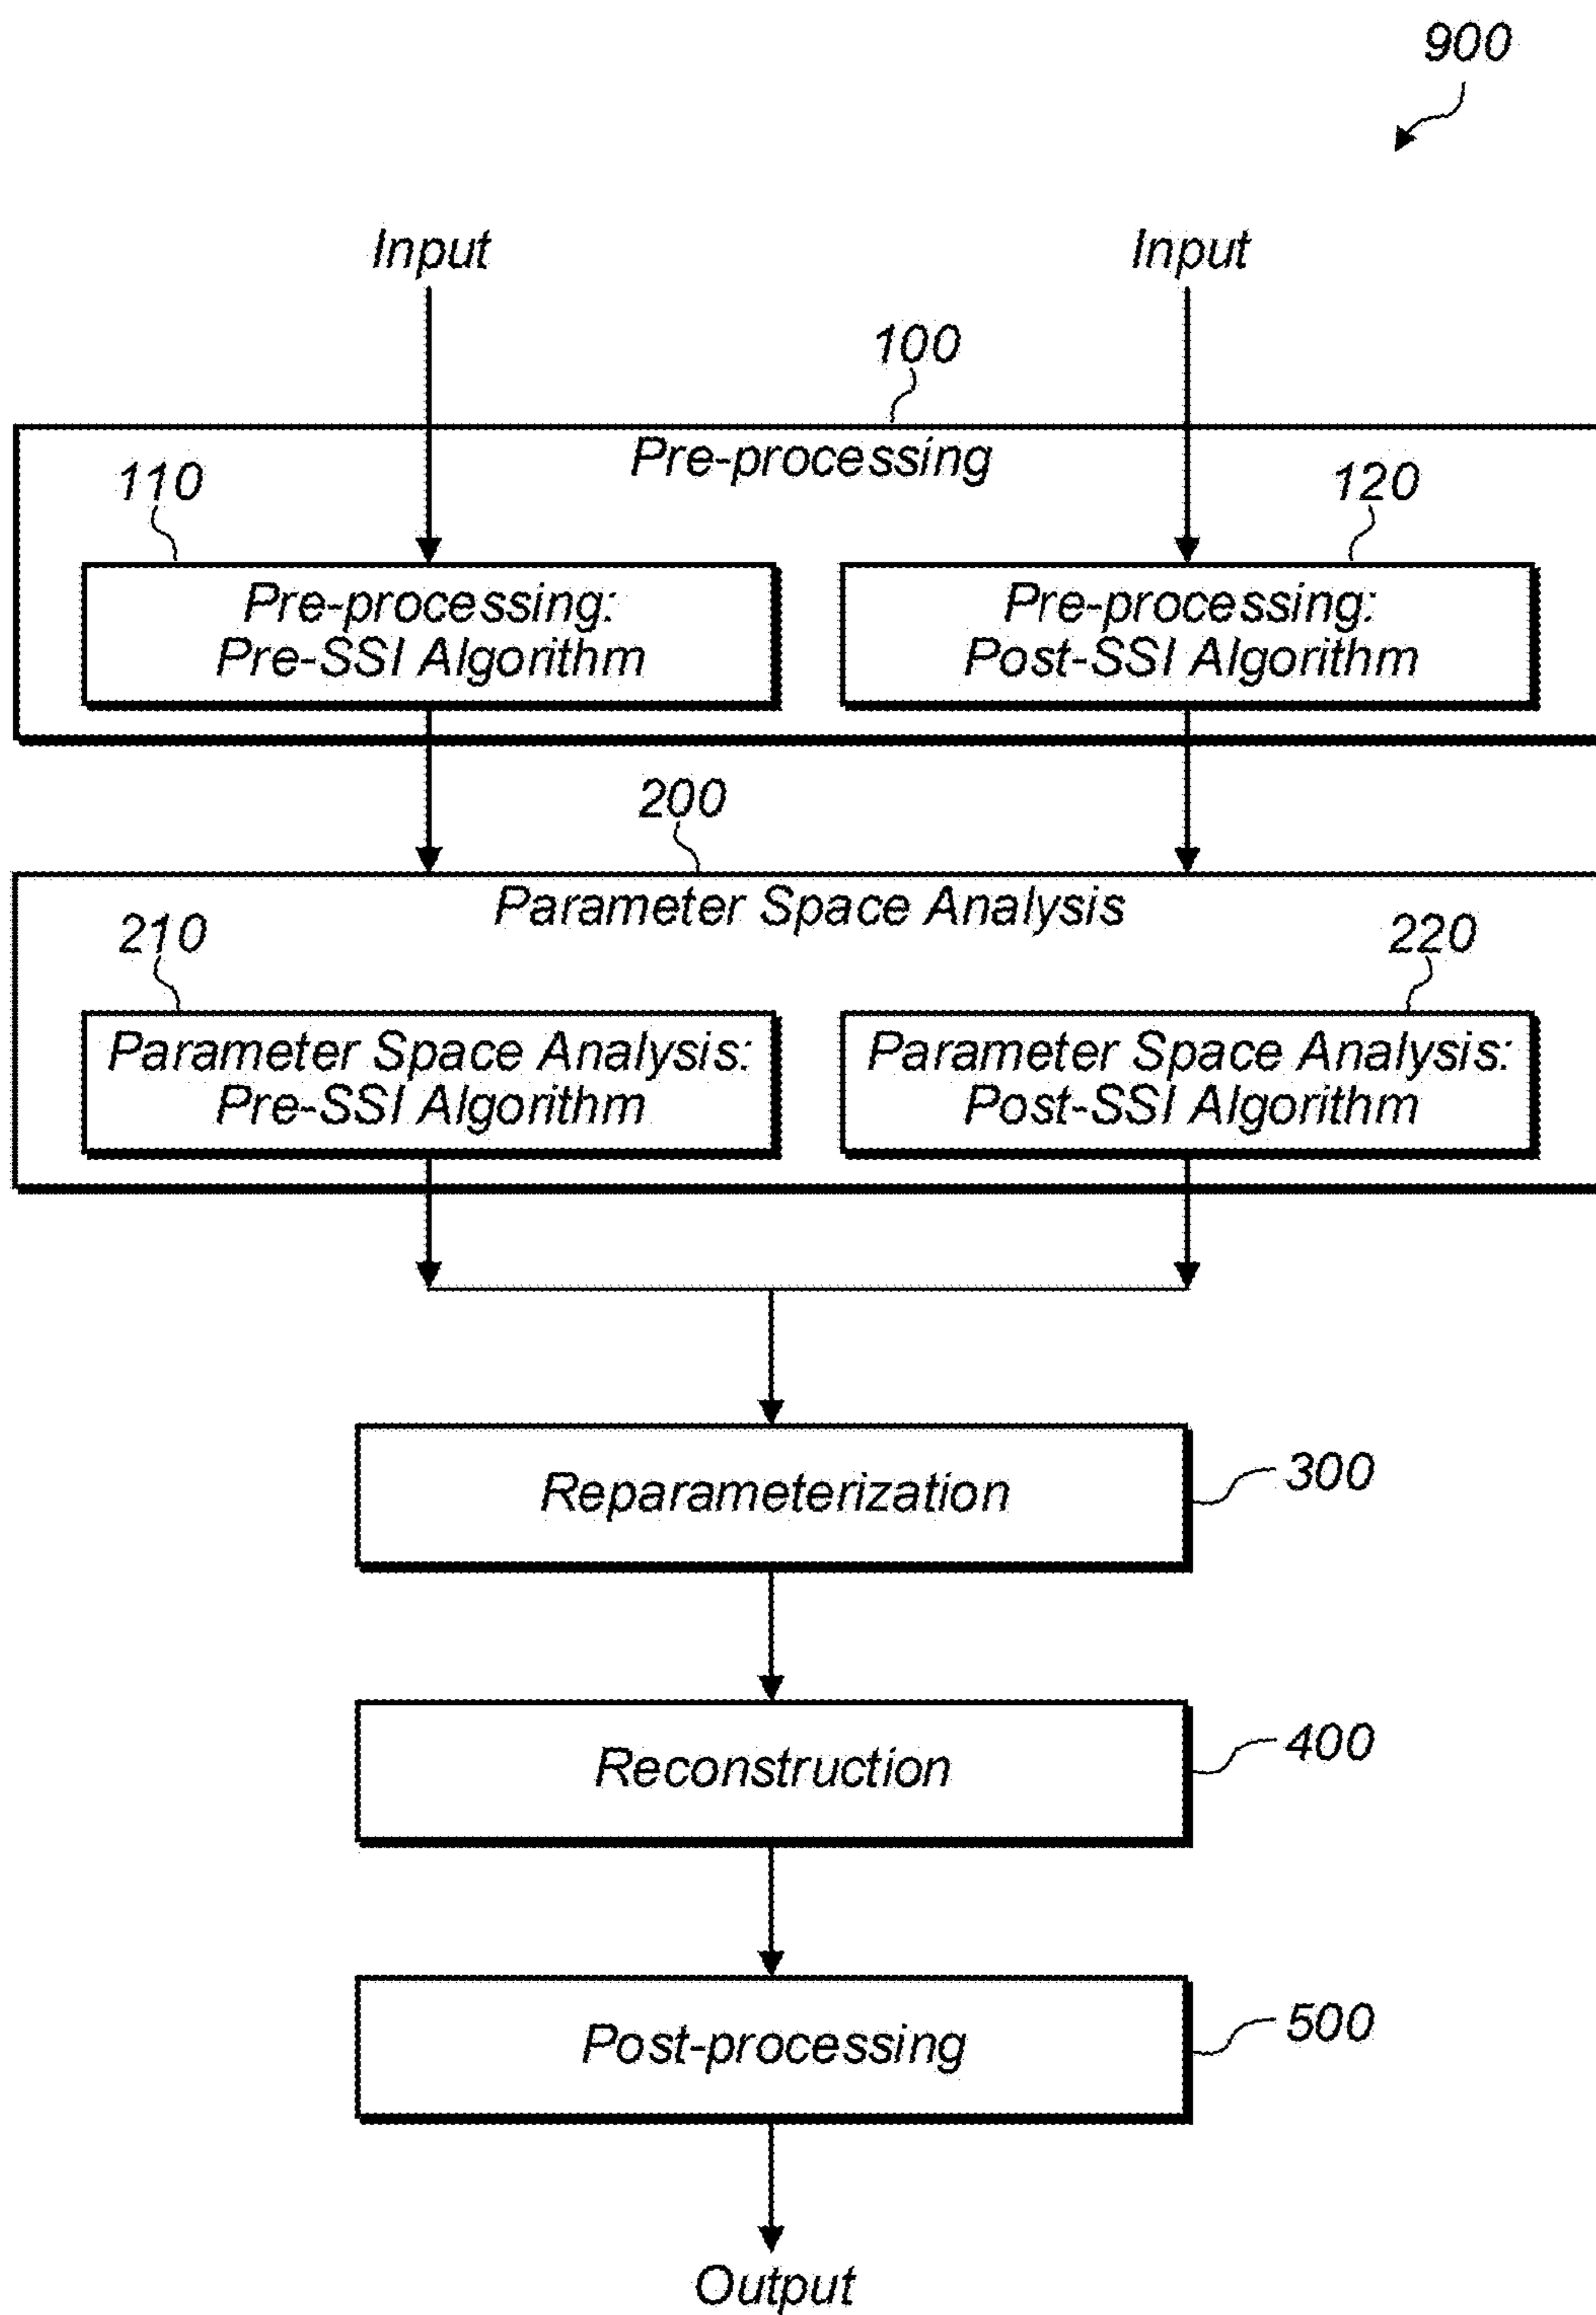 900
Input
Input
100
Pre-processing
110
120
Pre-processing:
Pre-SSI Algorithm
Pre-processing:
Post-SSI Algorithm
200
Parameter Space Analysis
210
220
Parameter Space Analysis:
Pre-SSI Algorithm
Parameter Space Analysis:
Post-SSI Algorithm
Reparameterization
300
Reconstruction
400
Post-processing
500
Output